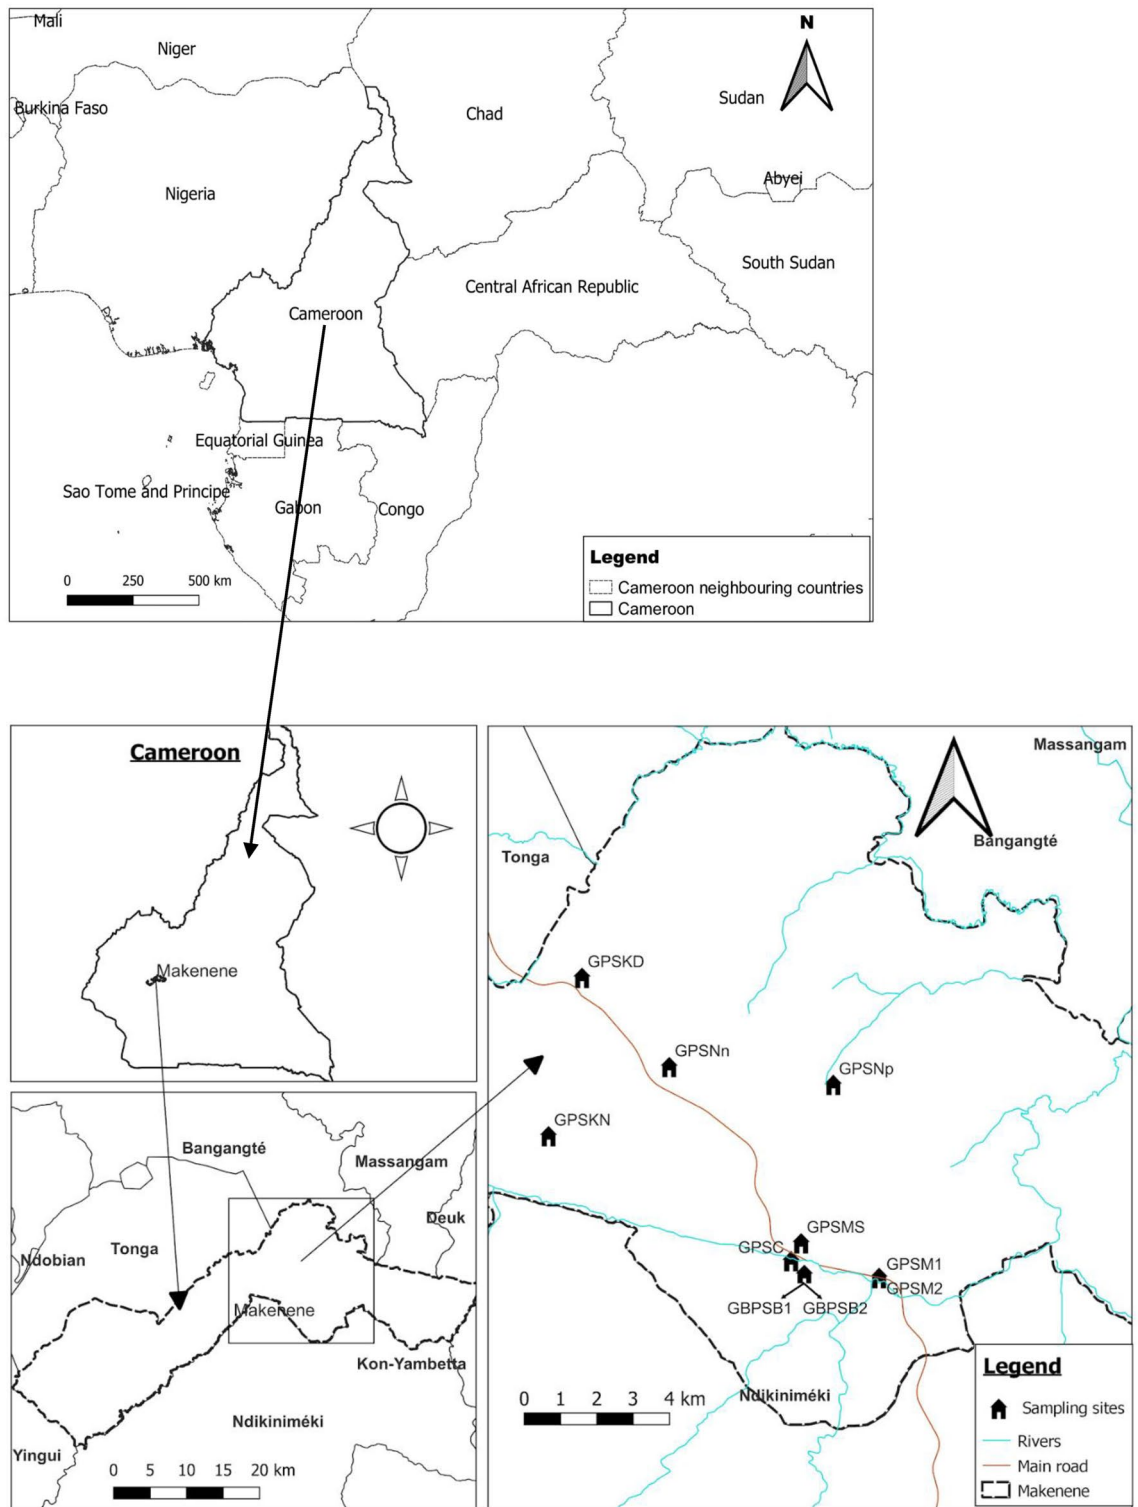 Mali
N
Niger
Sudan
Burkina Faso
Chad
Abyei
Nigeria
South Sudan
Central African Republic
Cameroon
Equatorial Guinea
Sao Tome and Principe
Gabon
Congo
Legend
0 250 500 km
Cameroon neighbouring countries
Cameroon
Cameroon
Makenene
Massangam
Bangangté
Tonga
GPSKD
GPSNn
GPSNp
GPSKN
GPSMS
GPSC
GPSM1
GPSM2
GBPSB1 GBPSB2
Ndikiniméki
0 1 2 3 4 km
Legend
Sampling sites
Rivers
Main road
Makenene
Bangangté
Massangam
Deuk
Tonga
Ndobian
Makenene
Kon-Yambetta
Ndikiniméki
Yingui
0 5 10 15 20 km